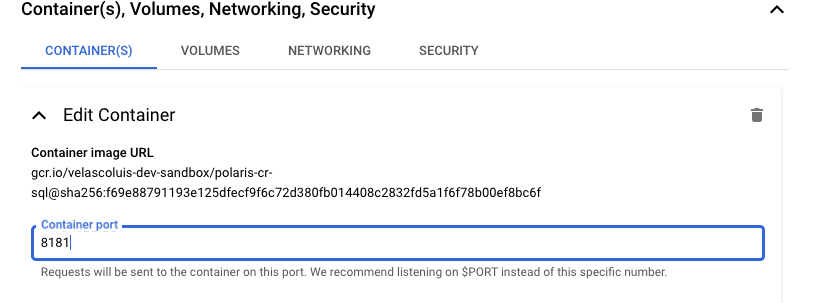 Container(s), Volumes, Networking, Security
CONTAINER(S) VOLUMES NETWORKING SECURITY
Edit Container
Container image URL
gcr.io/velascoluis-dev-sandbox/polaris-cr-
sql@sha256:f69e88791193e125dfecf9f6c72d380fb014408c2832fd5a1f6f78b00ef8bc6f
Container port
8181
Requests will be sent to the container on this port. We recommend listening on $PORT instead of this specific number.